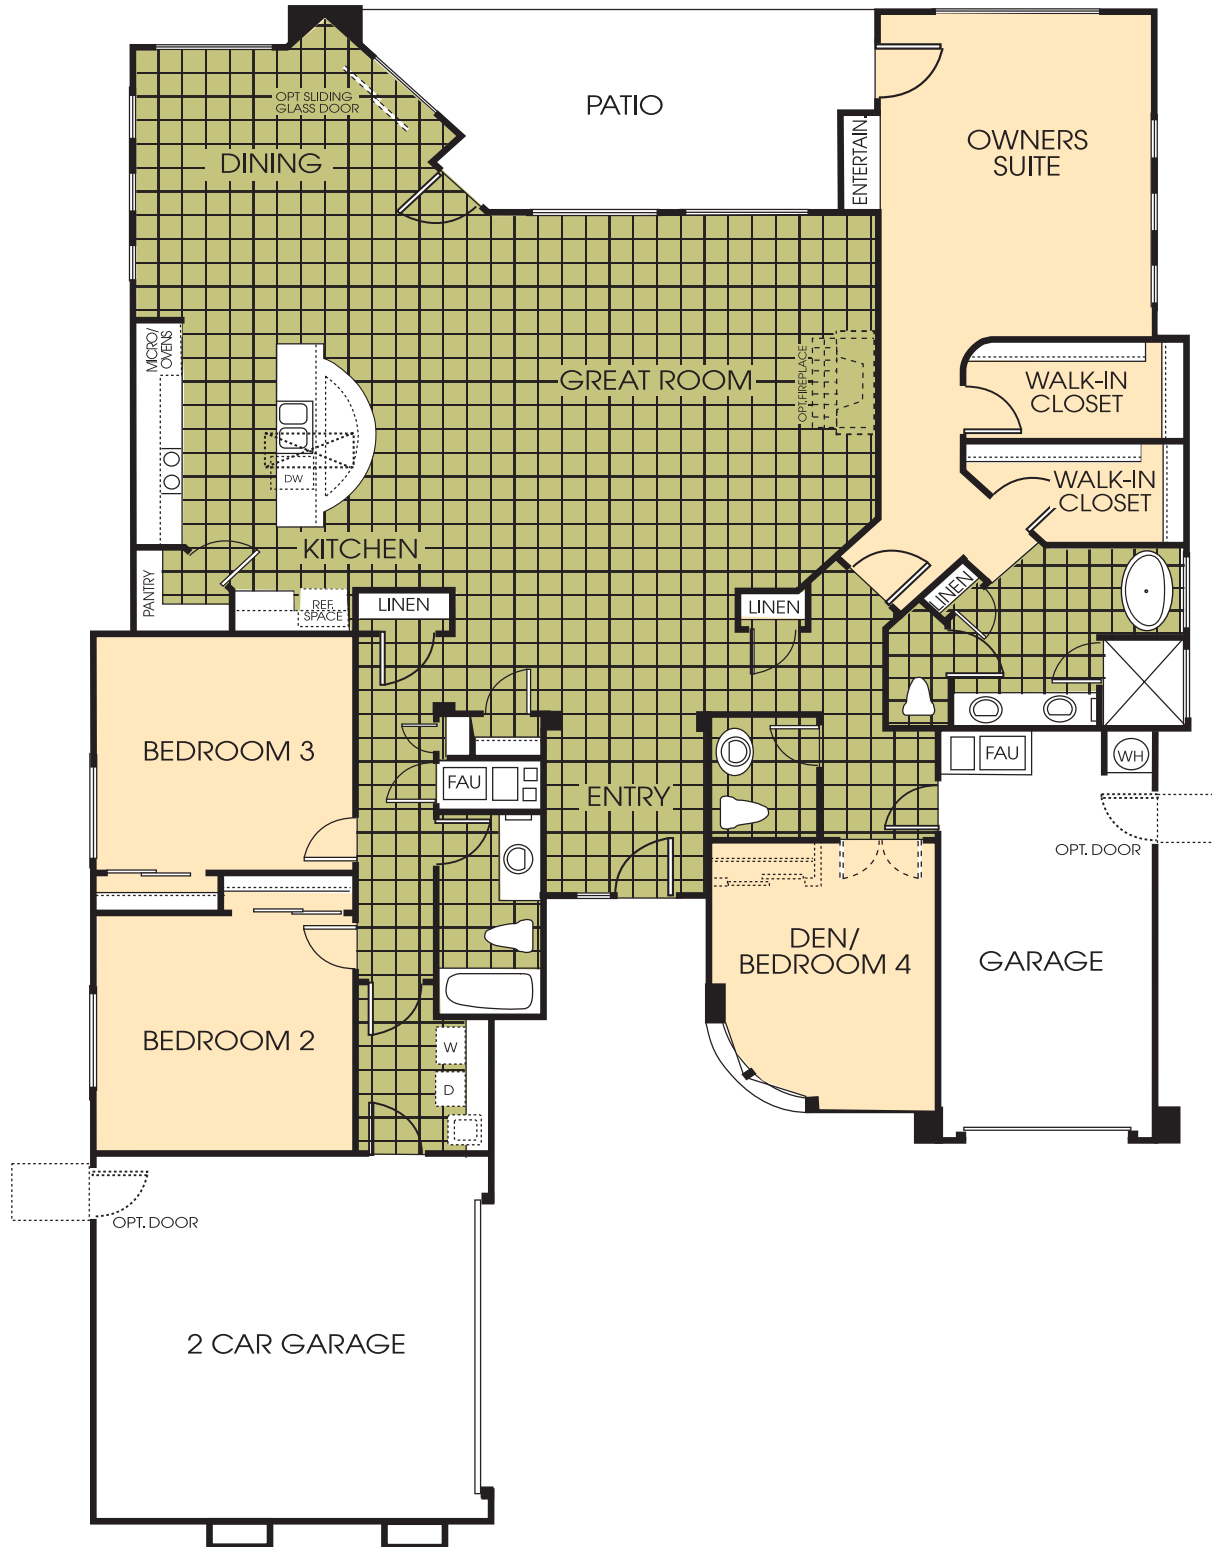 OPT SLIDING
GLASS DOOR
PATIO
DINING
ENTERTAIN.
OWNERS
SUITE
MICRO/
OVENS
GREAT ROOM
OPT.FIREPLACE
WALK-IN
CLOSET
WALK-IN
CLOSET
DW
KITCHEN
PANTRY
REF.
SPACE
LINEN
LINEN
LINEN
BEDROOM 3
FAU
ENTRY
FAU
WH
OPT. DOOR
DEN/
BEDROOM 4
GARAGE
BEDROOM 2
W
D
OPT. DOOR
2 CAR GARAGE